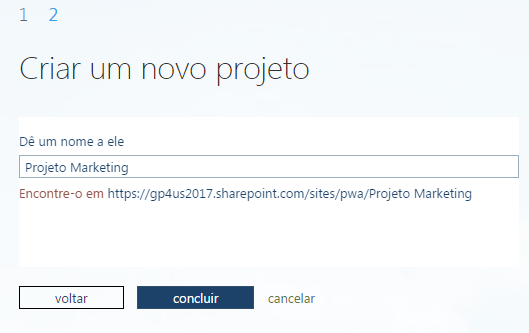 1 2
Criar um novo projeto
Dê um nome a ele
Projeto Marketing
Encontre-o em https://gp4us2017.sharepoint.com/sites/pwa/Projeto Marketing
voltar concluir cancelar